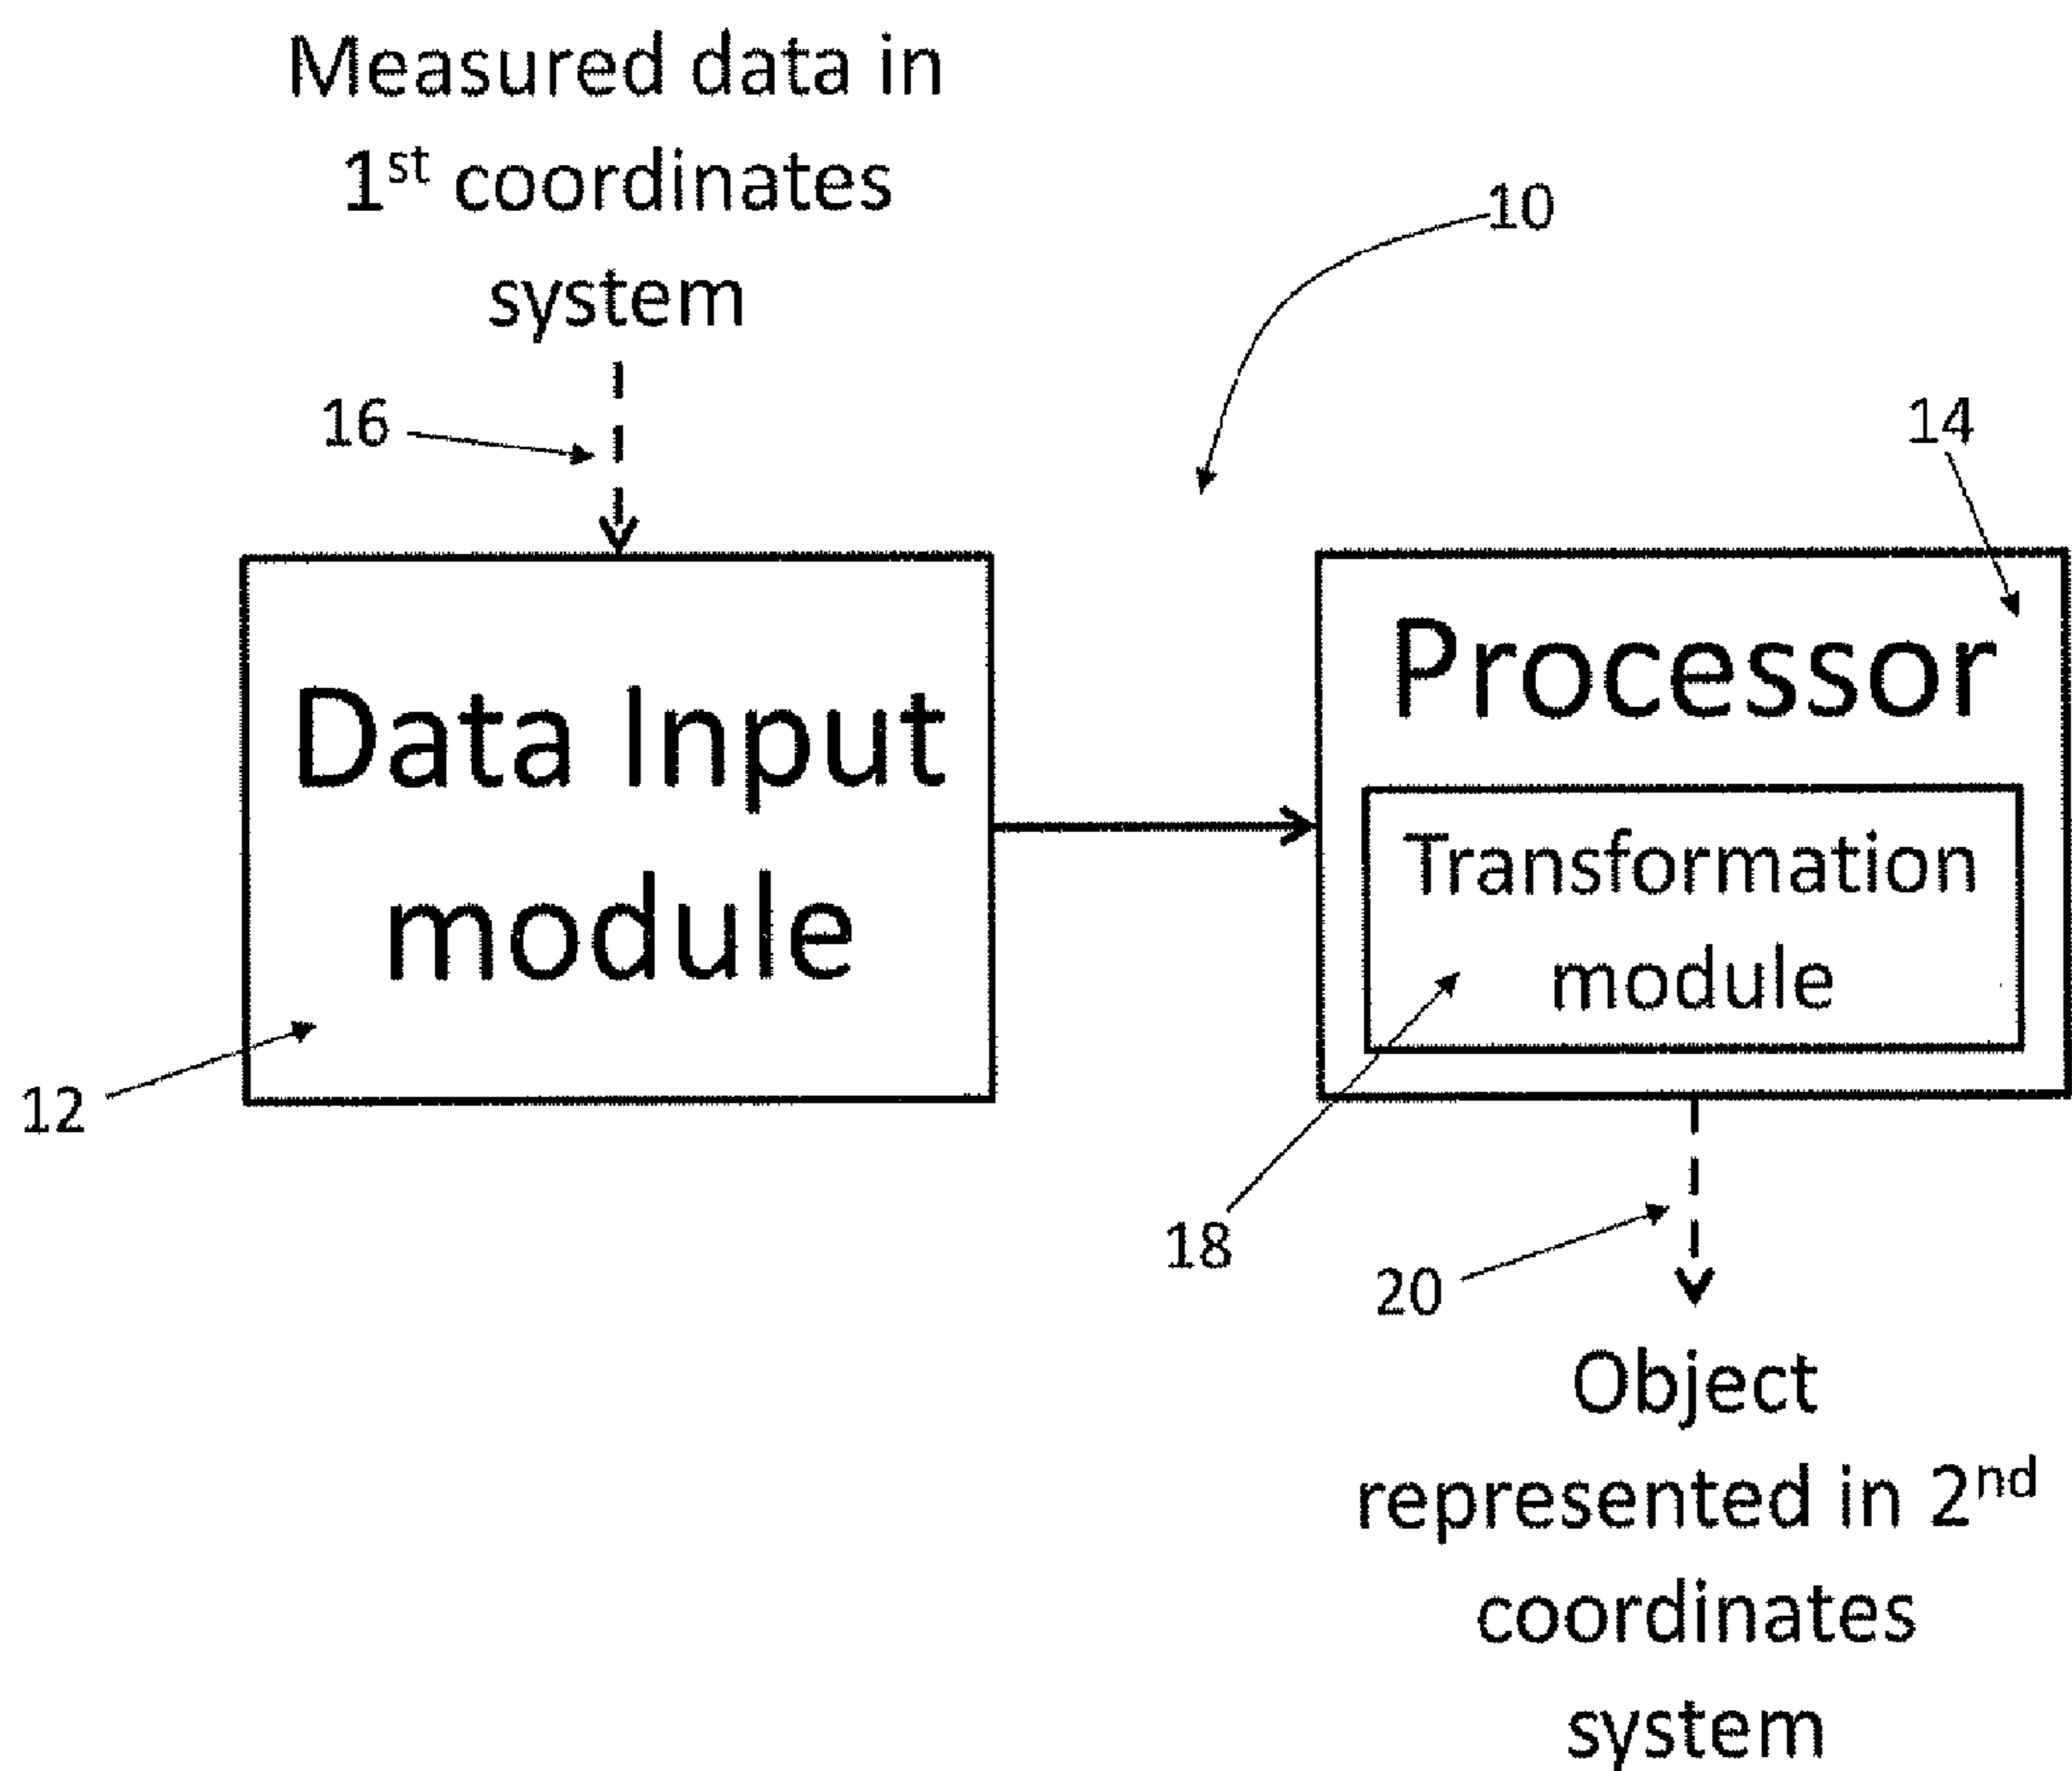 Measured data in
1st coordinates
system
10
16
14
Data Input
module
Processor
Transformation
module
12
18
20
Object
represented in 2nd
coordinates
system